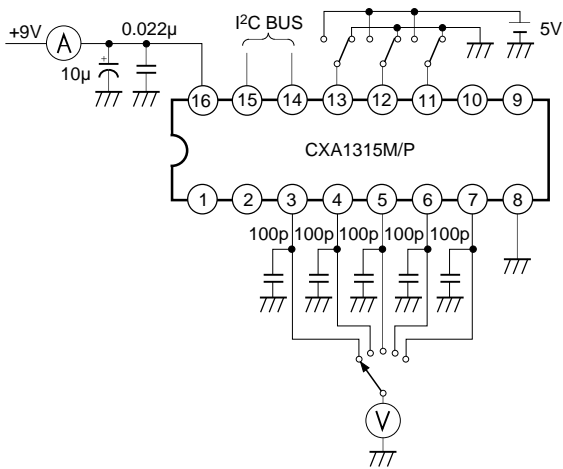 I²C BUS
5V
+9V
A
0.022μ
10μ
+
16 15 14 13 12 11 10 9
CXA1315M/P
1 2 3 4 5 6 7 8
100p 100p 100p 100p 100p
V